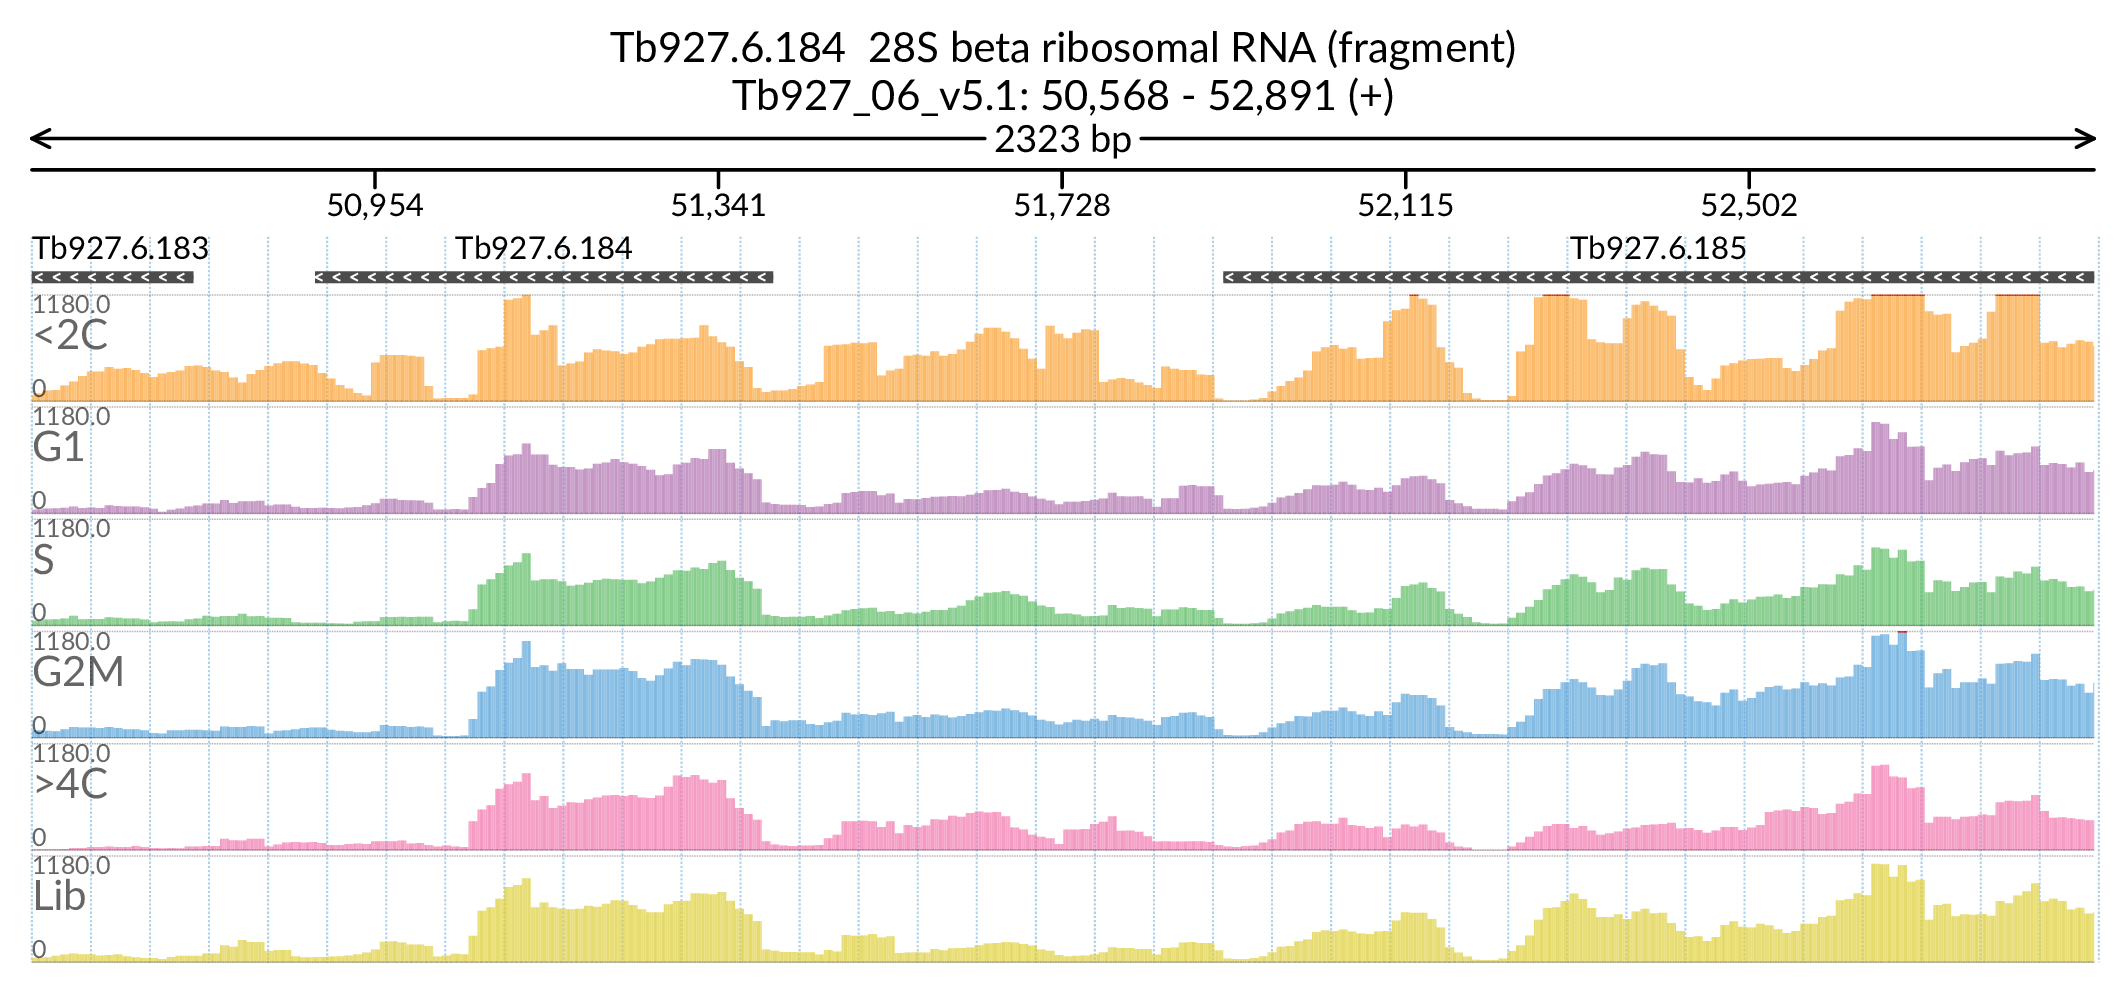 Tb927.6.184  28S beta ribosomal RNA (fragment)
Tb927_06_v5.1: 50,568 - 52,891 (+)
2323 bp
50,954 51,341 51,728 52,115 52,502
Tb927.6.183 Tb927.6.184 Tb927.6.185
1180.0
<2C
0
1180.0
G1
0
1180.0
S
0
1180.0
G2M
0
1180.0
>4C
0
1180.0
Lib
0